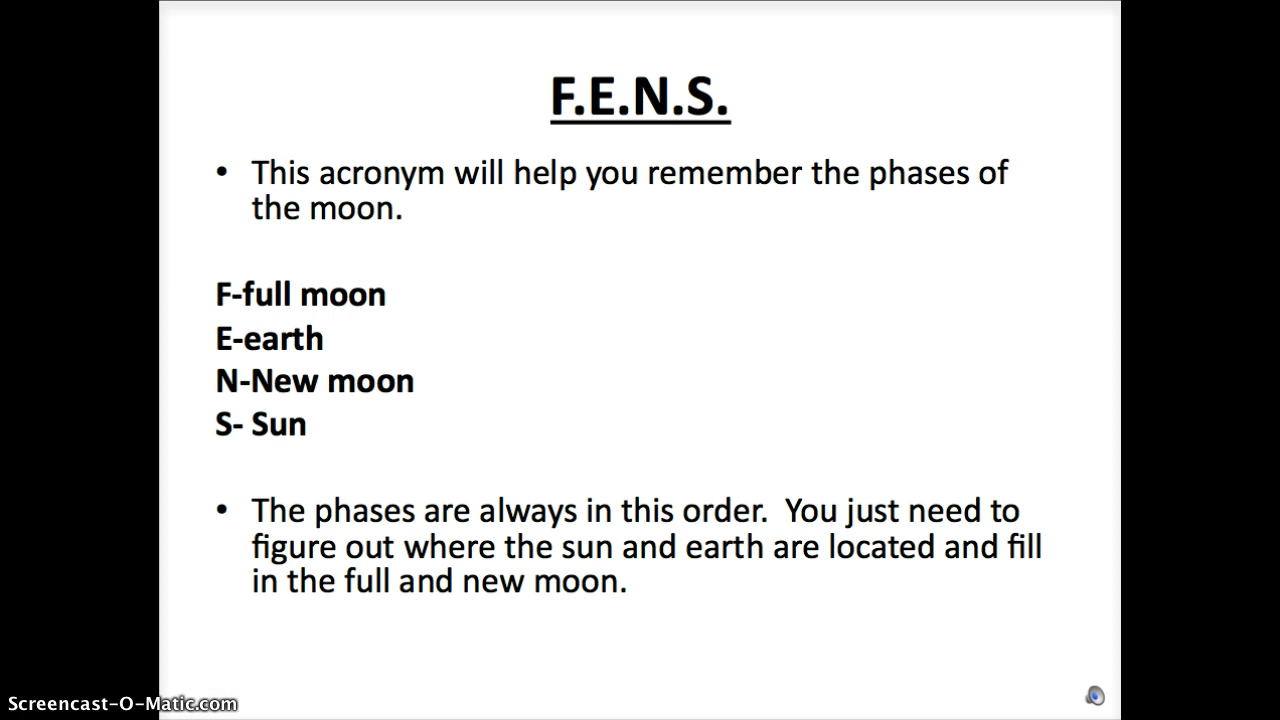 F.E.N.S.
• This acronym will help you remember the phases of
the moon.
F-full moon
E-earth
N-New moon
S- Sun
• The phases are always in this order.  You just need to
figure out where the sun and earth are located and fill
in the full and new moon.
Screencast-O-Matic.com